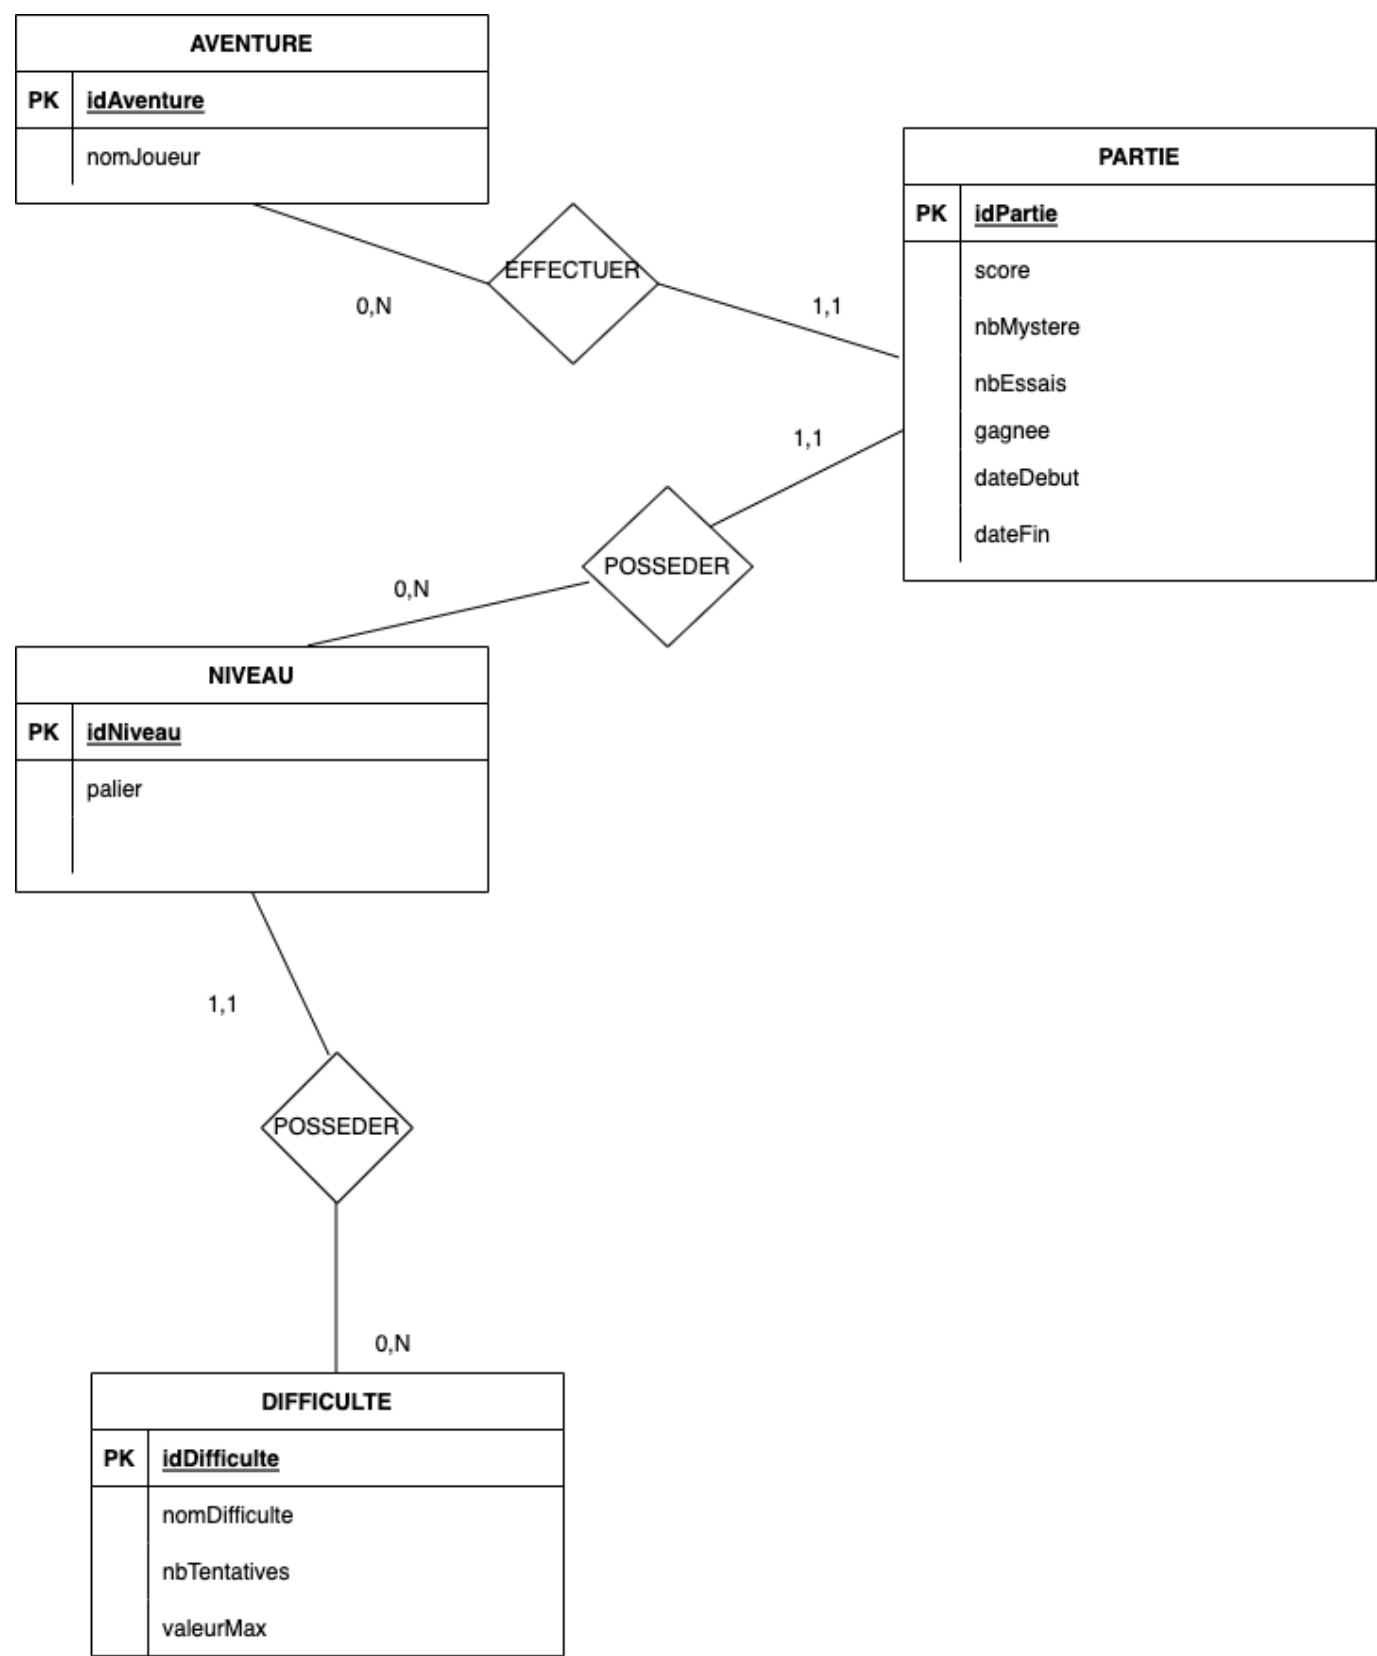 AVENTURE
PK idAventure
nomJoueur
PARTIE
PK idPartie
score
nbMystere
nbEssais
gagnee
dateDebut
dateFin
EFFECTUER
0,N
1,1
1,1
POSSEDER
0,N
NIVEAU
PK idNiveau
palier
1,1
POSSEDER
0,N
DIFFICULTE
PK idDifficulte
nomDifficulte
nbTentatives
valeurMax